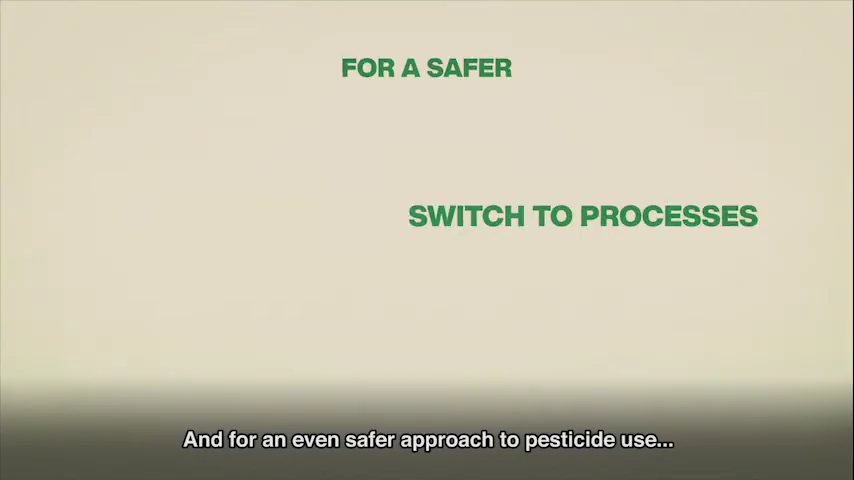 FOR A SAFER
SWITCH TO PROCESSES
And for an even safer approach to pesticide use...